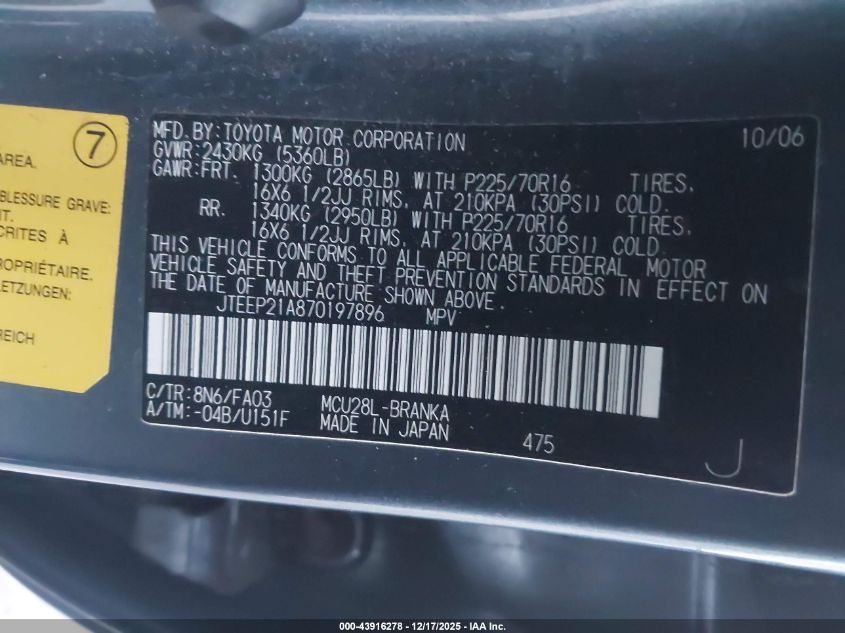 7
AREA.
BLESSURE GRAVE:
NT.
CRITES À
ROPRIÉTAIRE.
LETZUNGEN:
REICH
MFD.BY:TOYOTA MOTOR CORPORATION 10/06
GVWR:2430KG (5360LB)
GAWR:FRT. 1300KG (2865LB) WITH P225/70R16 TIRES,
16X6 1/2JJ RIMS, AT 210KPA (30PSI) COLD.
RR. 1340KG (2950LB) WITH P225/70R16 TIRES,
16X6 1/2JJ RIMS, AT 210KPA (30PSI) COLD.
THIS VEHICLE CONFORMS TO ALL APPLICABLE FEDERAL MOTOR
VEHICLE SAFETY AND THEFT PREVENTION STANDARDS IN EFFECT ON
THE DATE OF MANUFACTURE SHOWN ABOVE.
JTEEP21A870197896 MPV
C/TR:8N6/FA03 MCU28L-BRANKA
A/TM:-04B/U151F MADE IN JAPAN 475
J
000-43916278 - 12/17/2025 - IAA Inc.